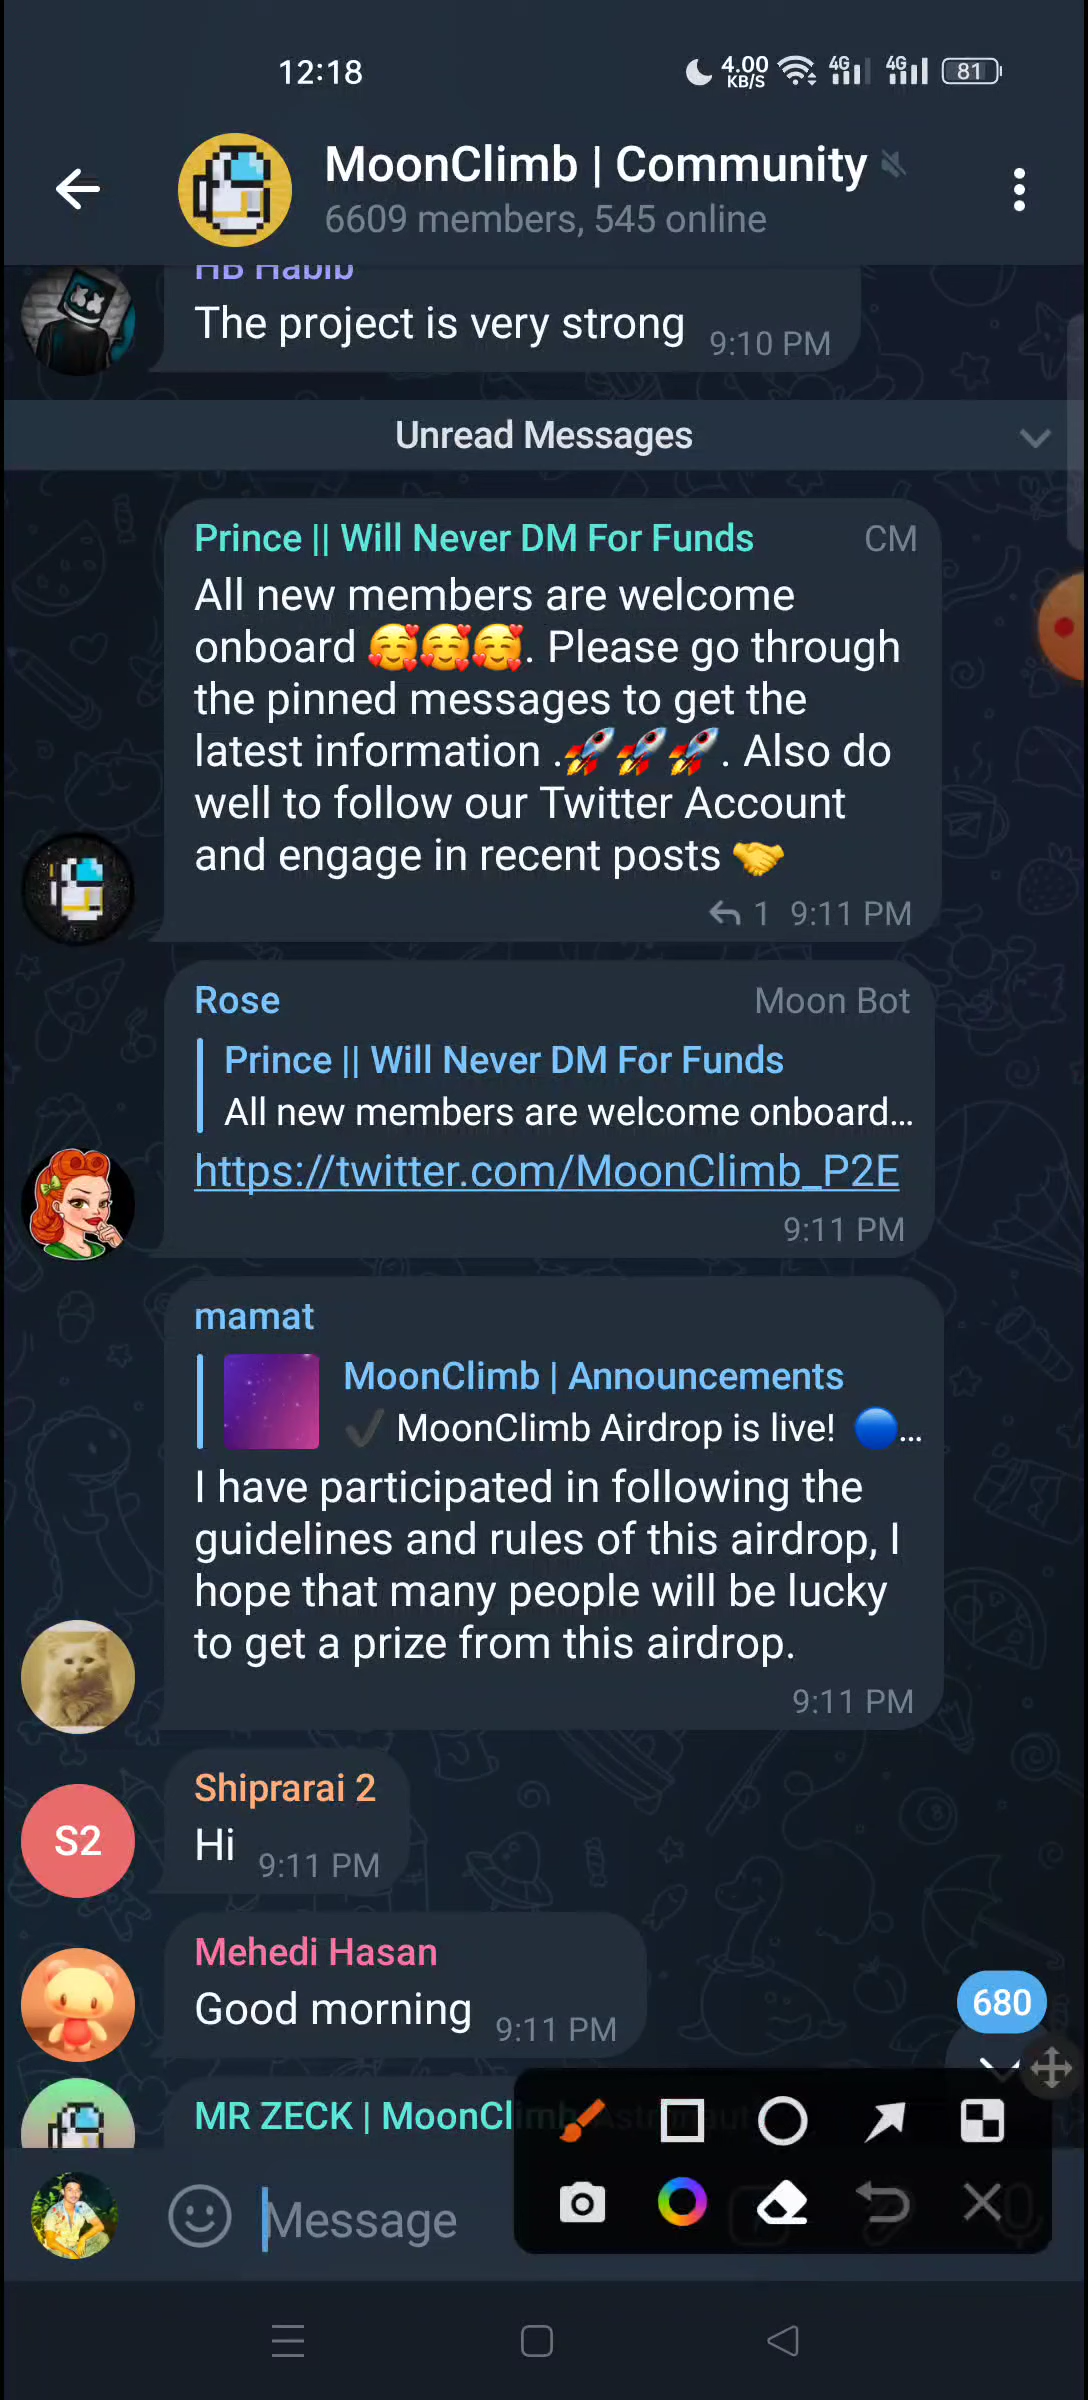 12:18
4.00
KB/S
4G
4G
81
MoonClimb | Community
6609 members, 545 online
HB Habib
The project is very strong 9:10 PM
Unread Messages
Prince || Will Never DM For Funds CM
All new members are welcome
onboard 🥰🥰🥰. Please go through
the pinned messages to get the
latest information .🚀🚀🚀. Also do
well to follow our Twitter Account
and engage in recent posts 🤝
1 9:11 PM
Rose Moon Bot
Prince || Will Never DM For Funds
All new members are welcome onboard...
https://twitter.com/MoonClimb_P2E
9:11 PM
mamat
MoonClimb | Announcements
✔ MoonClimb Airdrop is live! 🔵...
I have participated in following the
guidelines and rules of this airdrop, I
hope that many people will be lucky
to get a prize from this airdrop.
9:11 PM
Shiprarai 2
S2
Hi 9:11 PM
Mehedi Hasan
Good morning 9:11 PM
680
MR ZECK | MoonClimb Astronaut
Message